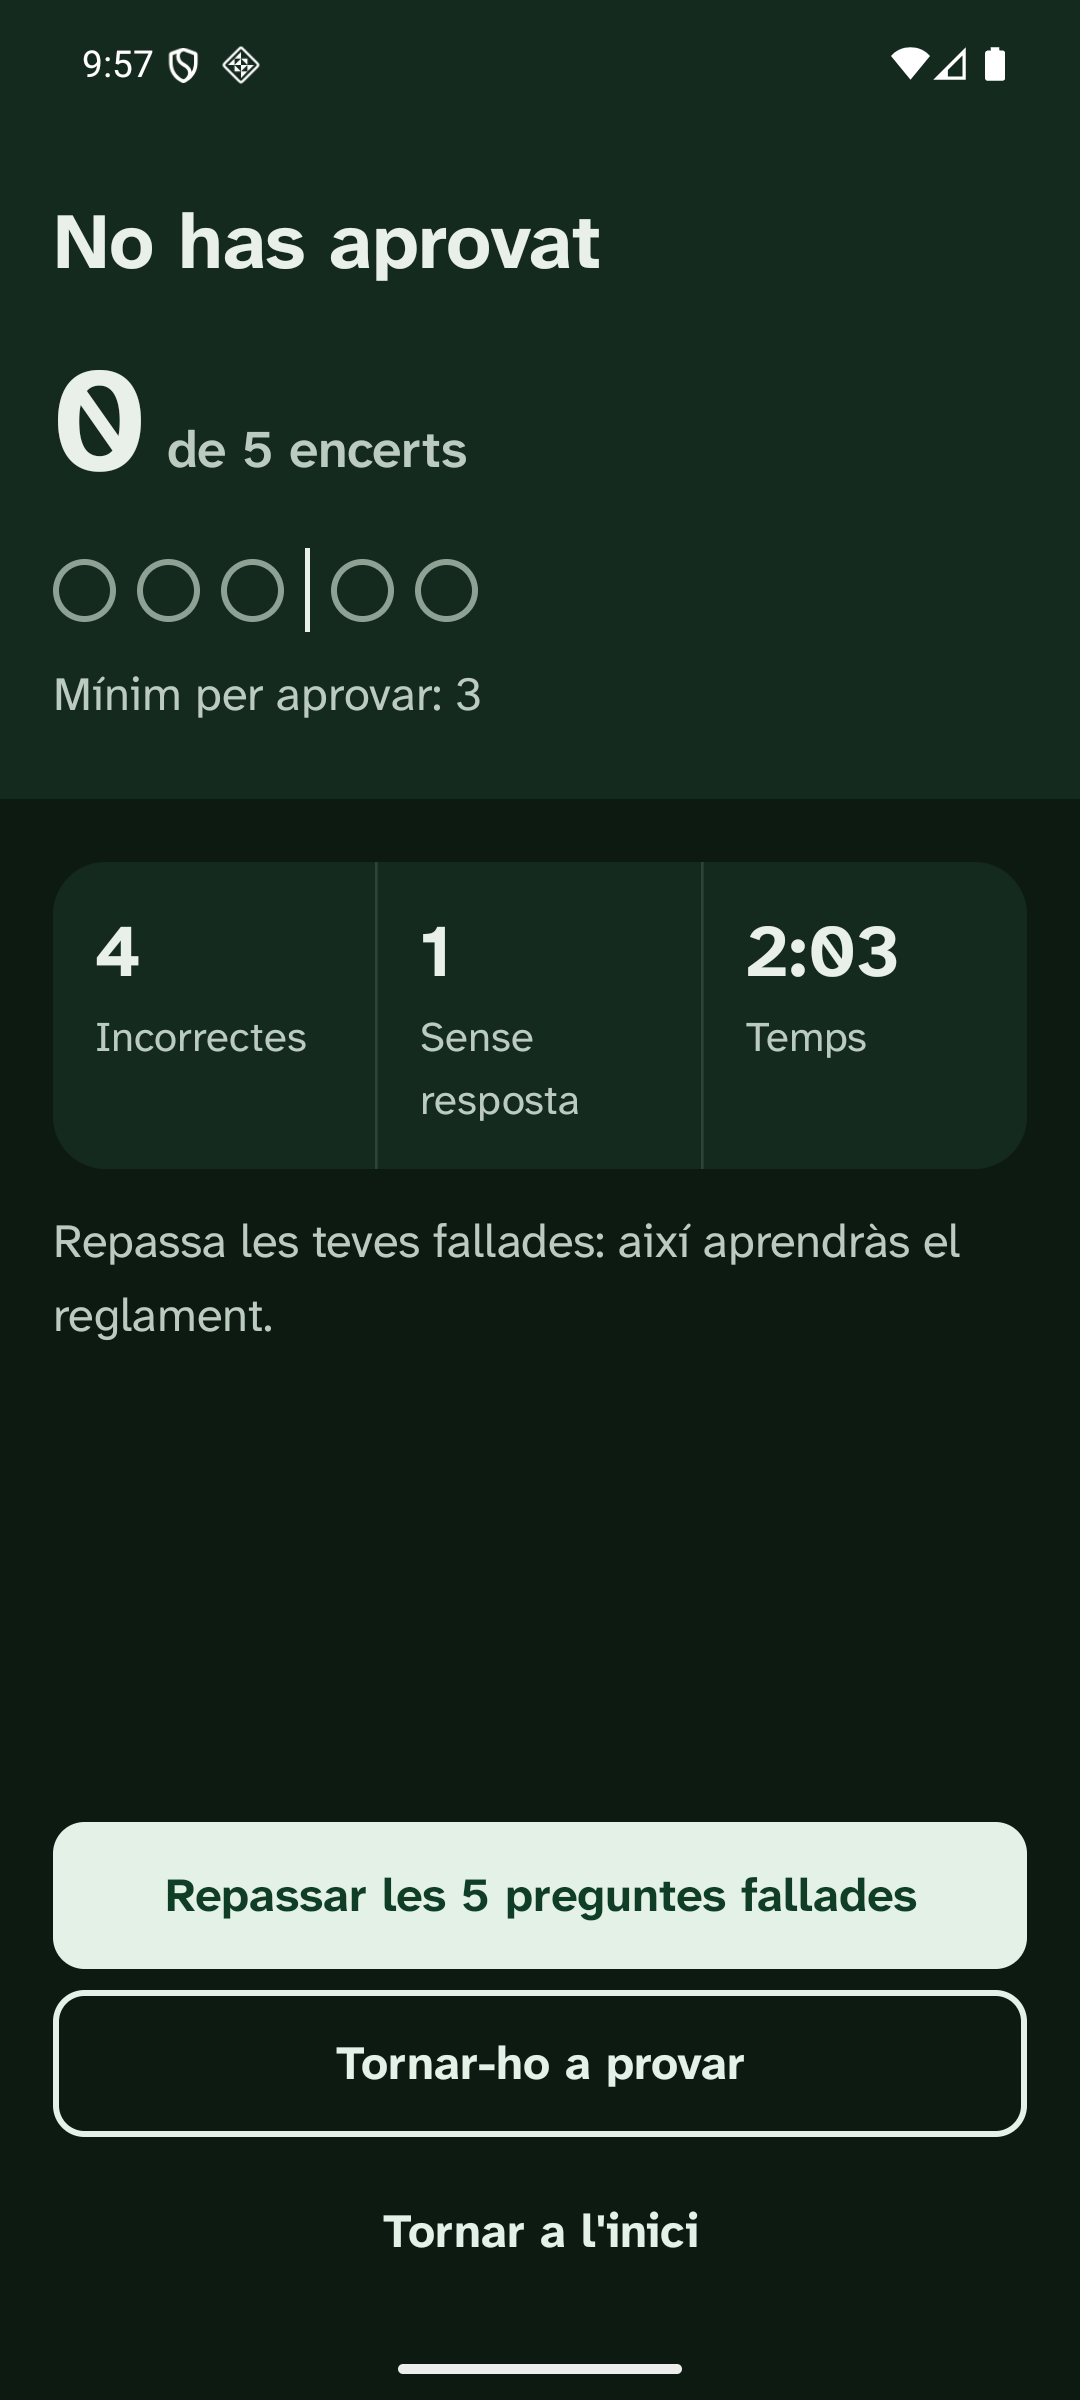 9:57
No has aprovat
0 de 5 encerts
Mínim per aprovar: 3
4
Incorrectes
1
Sense
resposta
2:03
Temps
Repassa les teves fallades: així aprendràs el
reglament.
Repassar les 5 preguntes fallades
Tornar-ho a provar
Tornar a l'inici